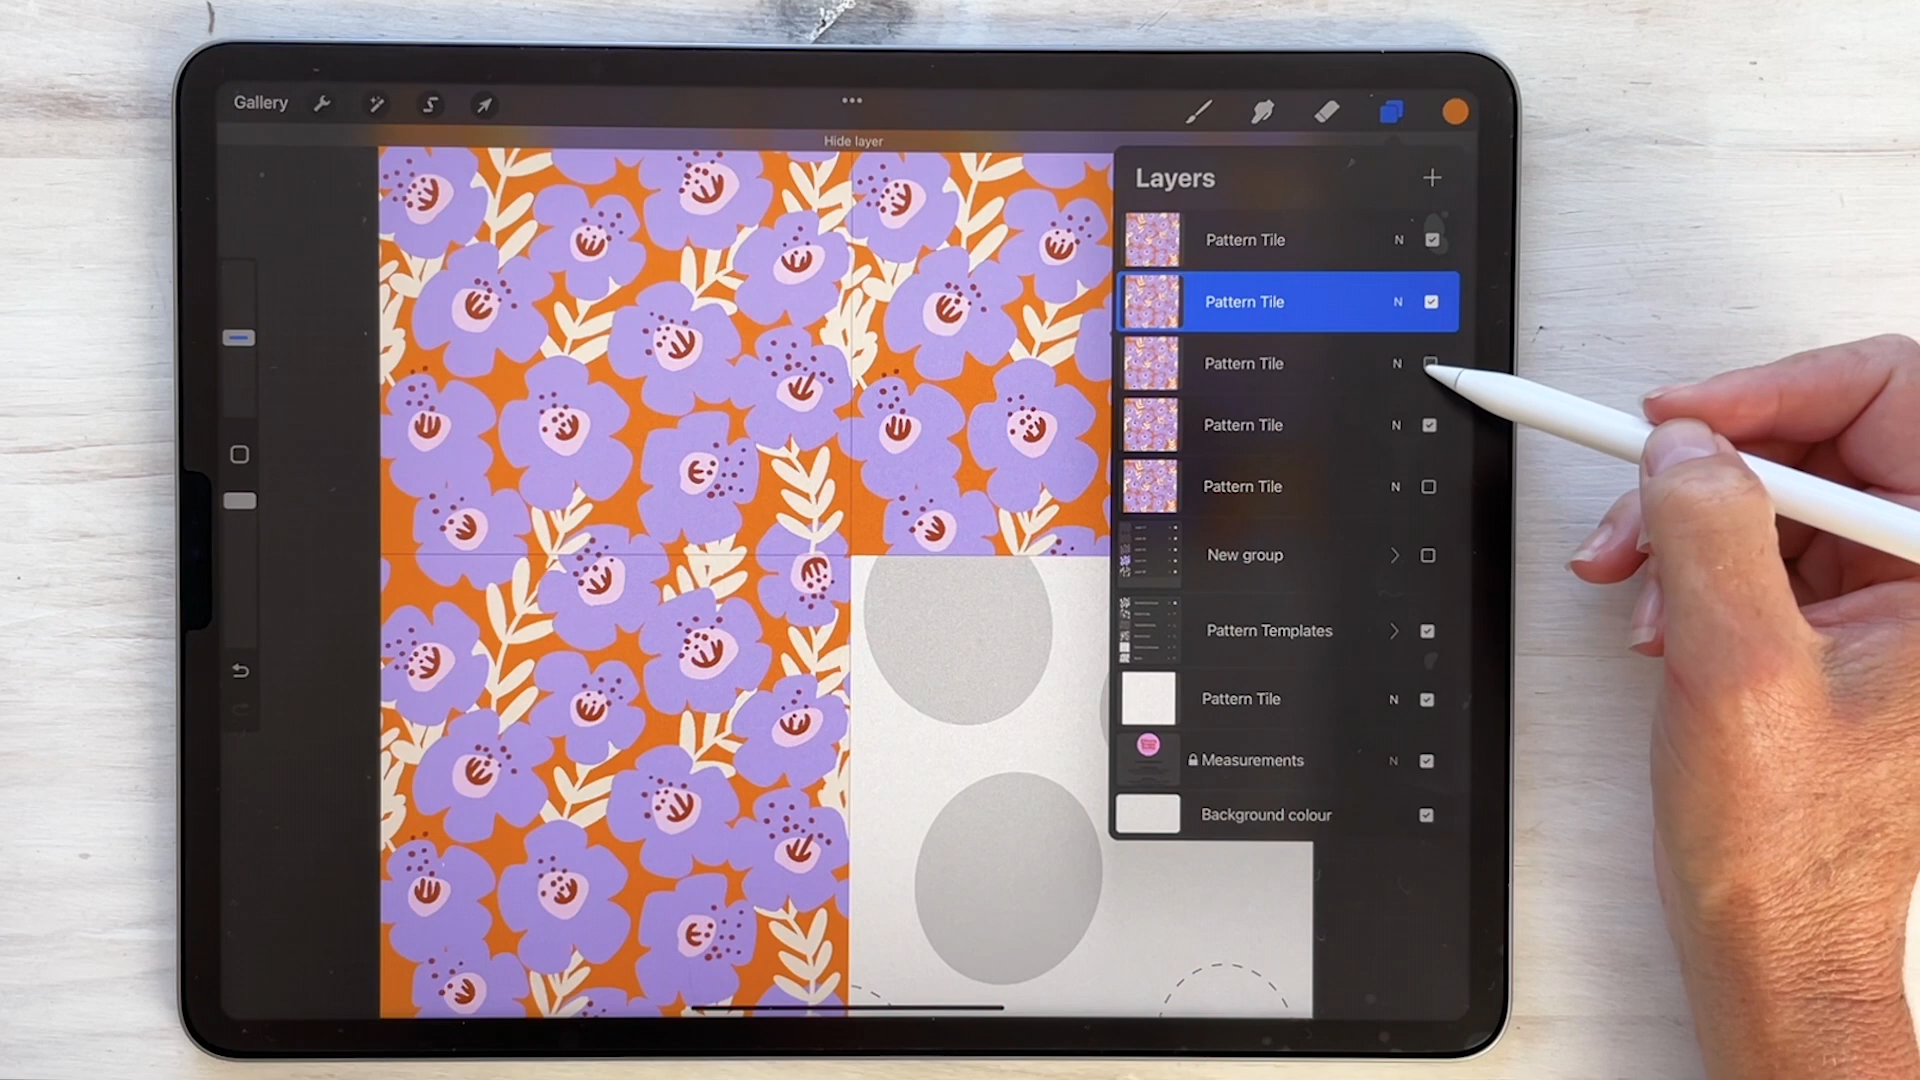 Gallery
Hide layer
Layers
Pattern Tile N
Pattern Tile N
Pattern Tile N
Pattern Tile N
Pattern Tile N
New group
Pattern Templates
Pattern Tile N
Measurements N
Background colour